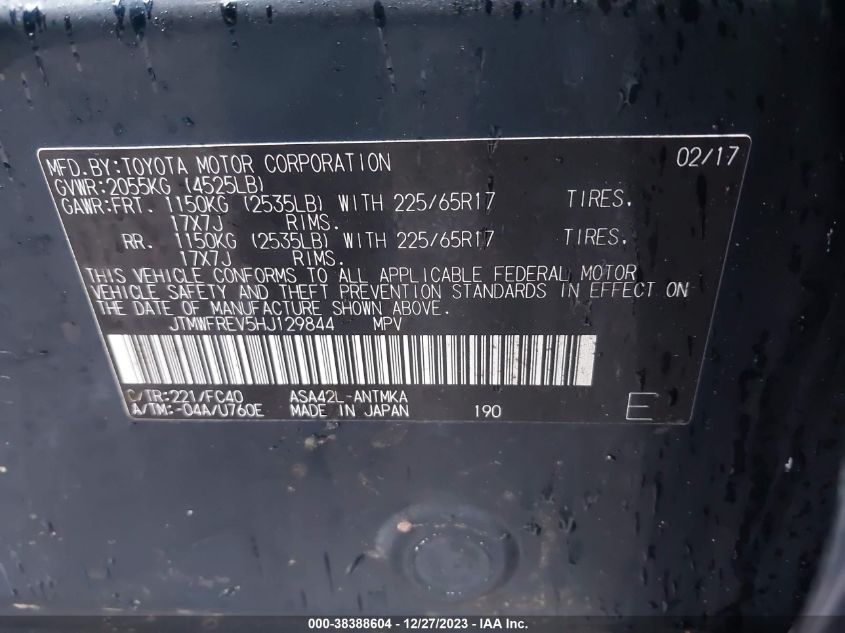 MFD.BY:TOYOTA MOTOR CORPORATION 02/17
GVWR:2055KG (4525LB)
GAWR:FRT. 1150KG (2535LB) WITH 225/65R17 TIRES.
17X7J RIMS.
RR. 1150KG (2535LB) WITH 225/65R17 TIRES,
17X7J RIMS.
THIS VEHICLE CONFORMS TO ALL APPLICABLE FEDERAL MOTOR
VEHICLE SAFETY AND THEFT PREVENTION STANDARDS IN EFFECT ON
THE DATE OF MANUFACTURE SHOWN ABOVE.
JTMWFREV5HJ129844 MPV
C/TR:221/FC40 ASA42L-ANTMKA
A/TM:-04A/U760E MADE IN JAPAN 190 E
000-38388604 - 12/27/2023 - IAA Inc.